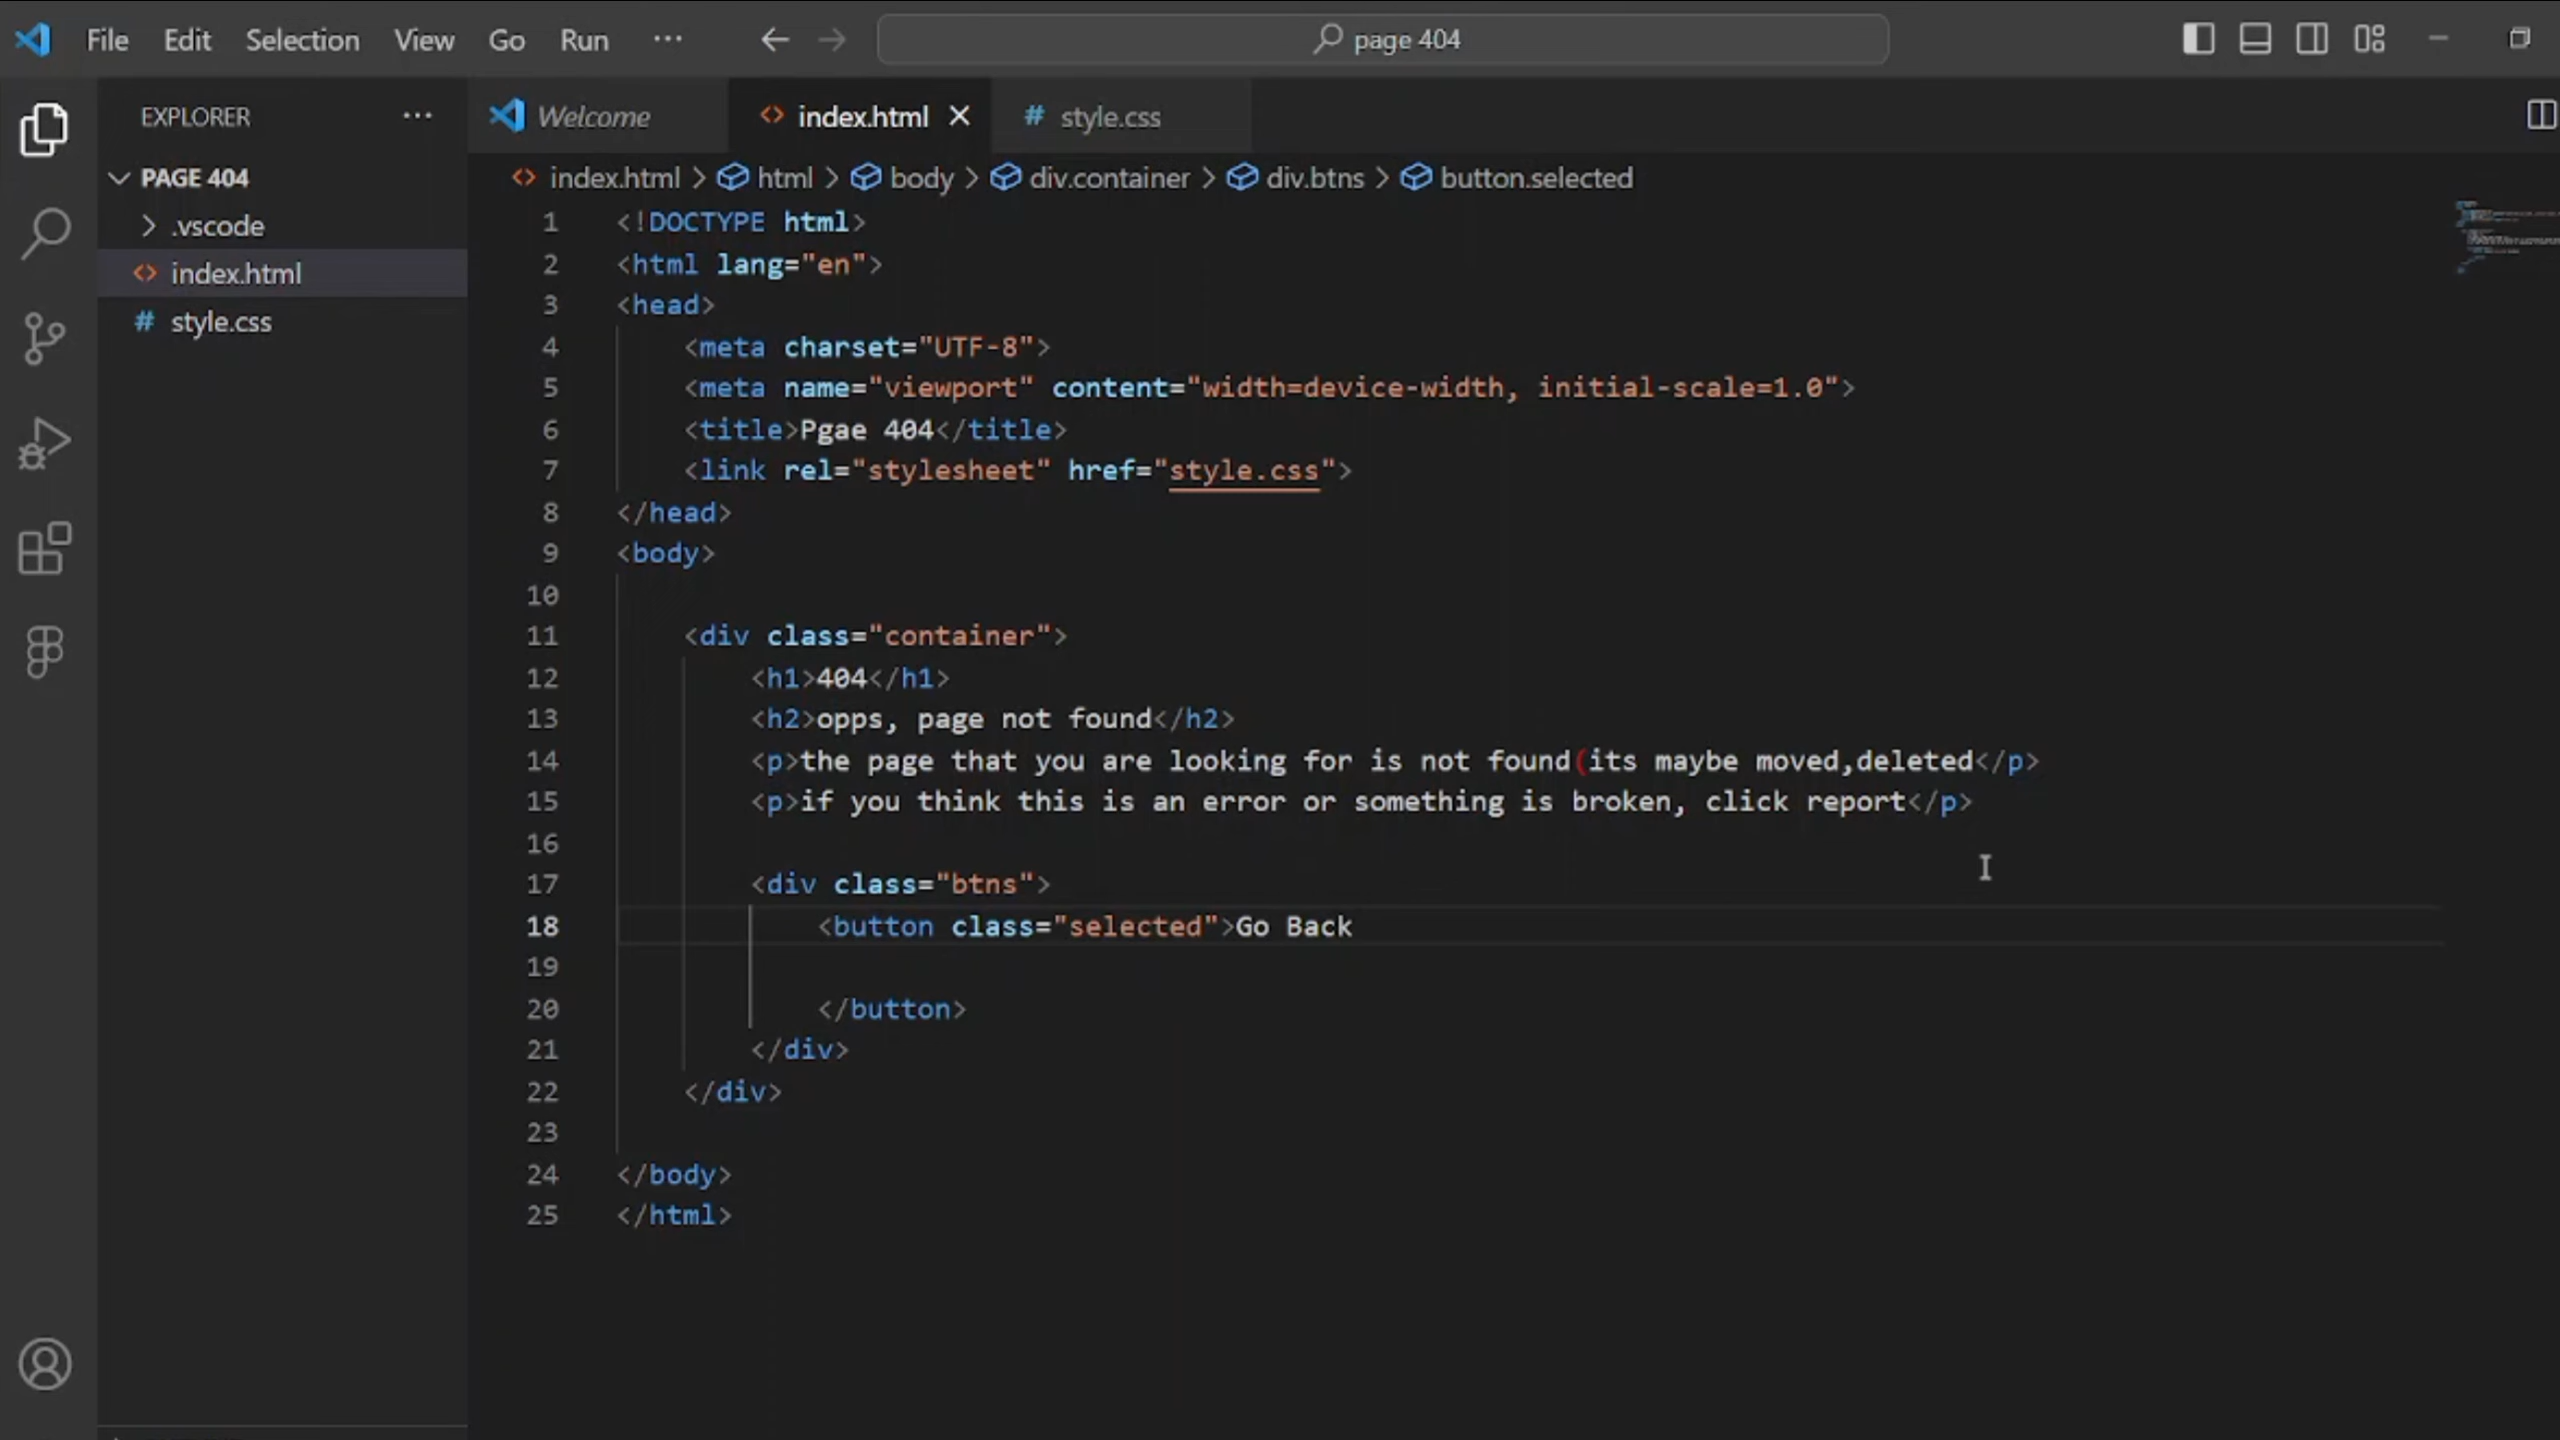 File Edit Selection View Go Run ··· page 404
EXPLORER ···
PAGE 404
.vscode
index.html
style.css
Welcome index.html style.css
index.html > html > body > div.container > div.btns > button.selected
1 <!DOCTYPE html>
2 <html lang="en">
3 <head>
4 <meta charset="UTF-8">
5 <meta name="viewport" content="width=device-width, initial-scale=1.0">
6 <title>Pgae 404</title>
7 <link rel="stylesheet" href="style.css">
8 </head>
9 <body>
10
11 <div class="container">
12 <h1>404</h1>
13 <h2>opps, page not found</h2>
14 <p>the page that you are looking for is not found(its maybe moved,deleted</p>
15 <p>if you think this is an error or something is broken, click report</p>
16
17 <div class="btns">
18 <button class="selected">Go Back
19
20 </button>
21 </div>
22 </div>
23
24 </body>
25 </html>